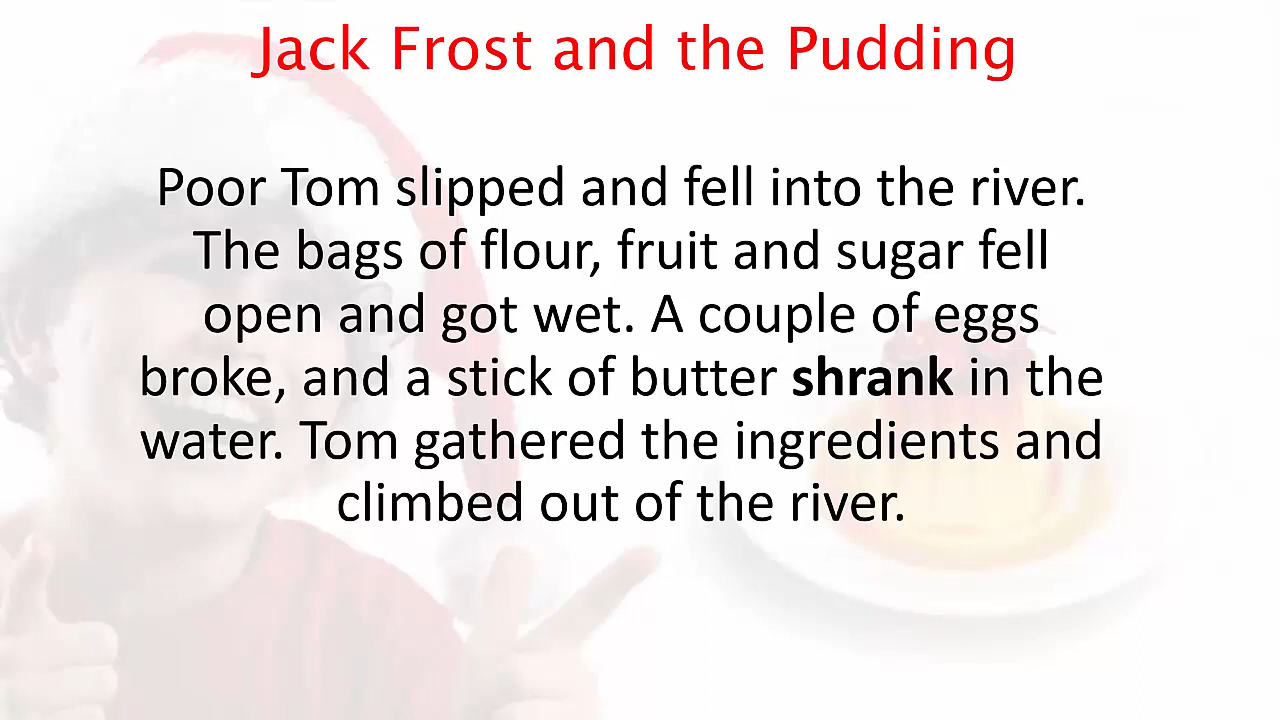 Jack Frost and the Pudding
Poor Tom slipped and fell into the river.
The bags of flour, fruit and sugar fell
open and got wet. A couple of eggs
broke, and a stick of butter shrank in the
water. Tom gathered the ingredients and
climbed out of the river.